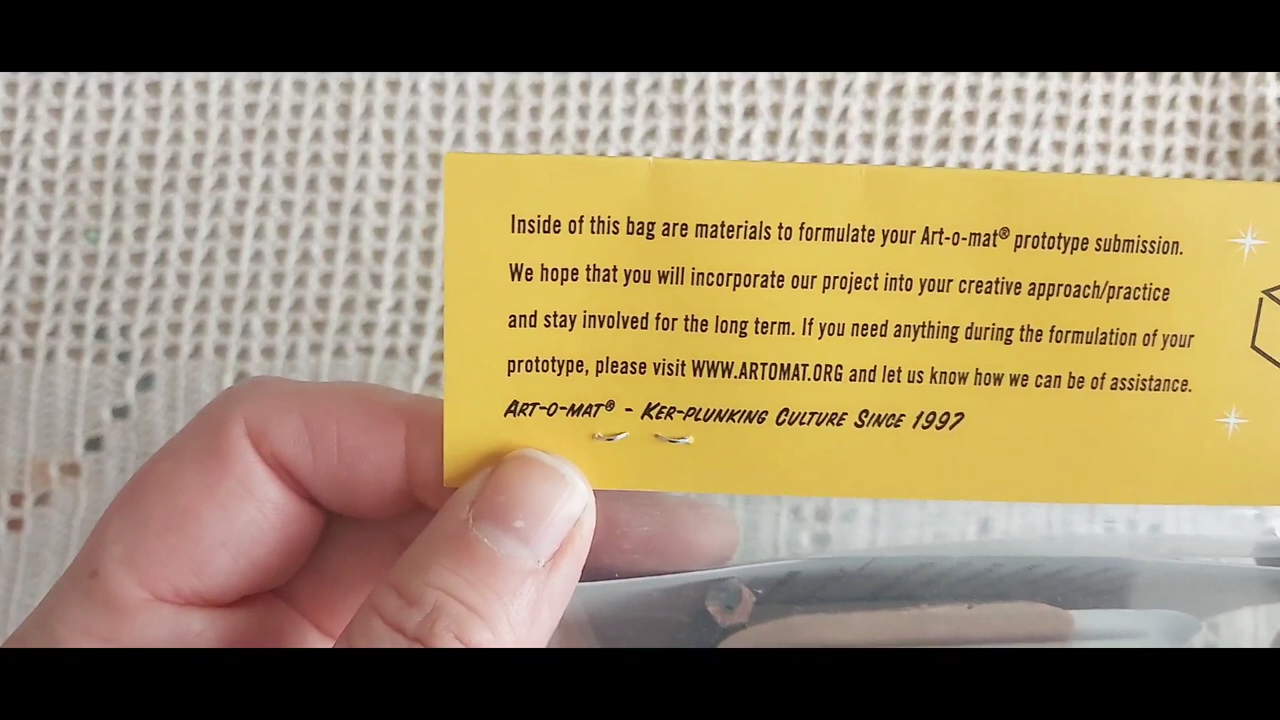 Inside of this bag are materials to formulate your Art-o-mat® prototype submission.
We hope that you will incorporate our project into your creative approach/practice
and stay involved for the long term. If you need anything during the formulation of your
prototype, please visit WWW.ARTOMAT.ORG and let us know how we can be of assistance.
ART-O-MAT® - KER-PLUNKING CULTURE SINCE 1997